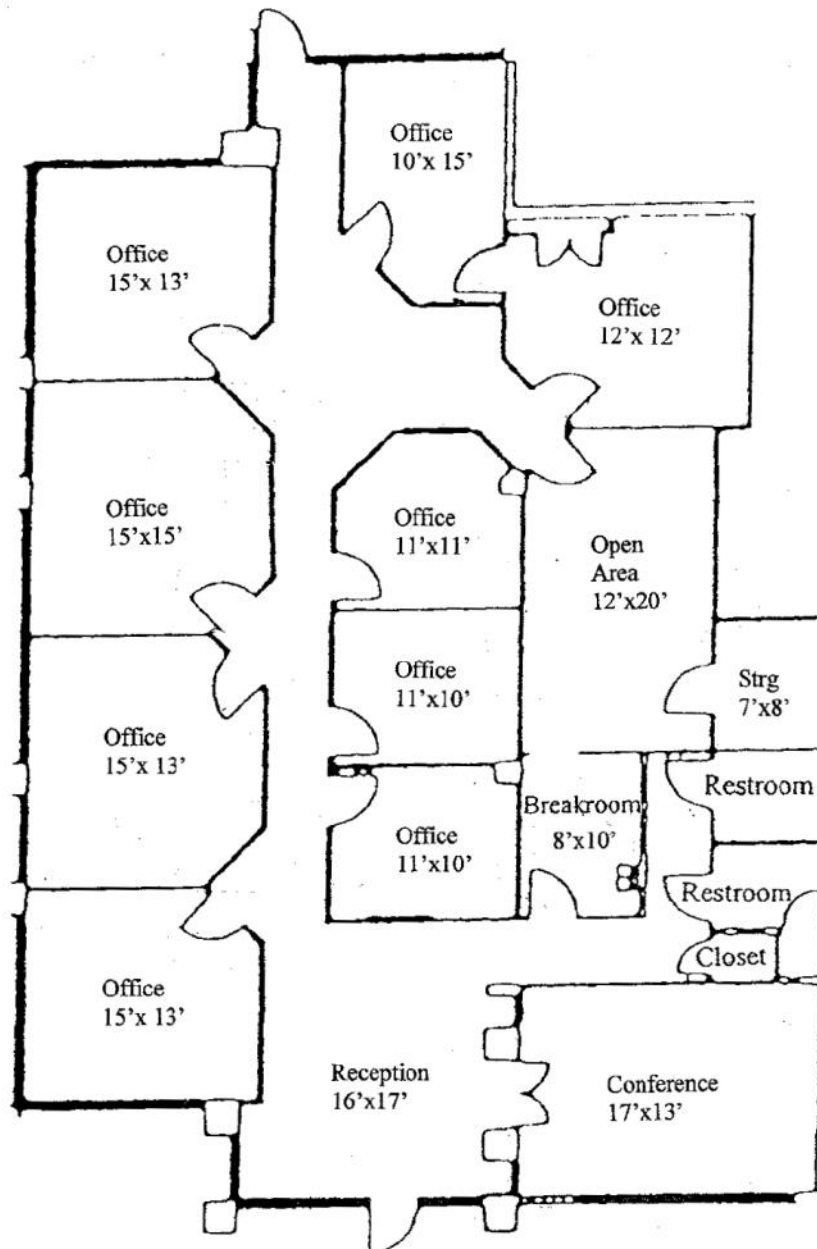 Office
10'x 15'
Office
15'x 13'
Office
12'x 12'
Office
15'x15'
Office
11'x11'
Open
Area
12'x20'
Office
11'x10'
Strg
7'x8'
Office
15'x 13'
Restroom
Breakroom
8'x10'
Office
11'x10'
Restroom
Closet
Office
15'x 13'
Reception
16'x17'
Conference
17'x13'